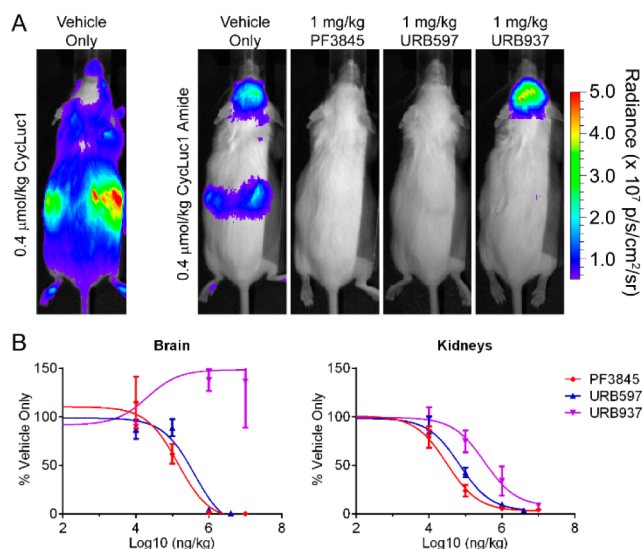 A
Vehicle
Only
Vehicle
Only
1 mg/kg
PF3845
1 mg/kg
URB597
1 mg/kg
URB937
0.4 μmol/kg CycLuc1
0.4 μmol/kg CycLuc1 Amide
5.0
4.0
3.0
2.0
1.0
Radiance (x 10⁷ p/s/cm²/sr)
B
Brain
% Vehicle Only
150
100
50
0
2
4
6
8
Log10 (ng/kg)
Kidneys
% Vehicle Only
150
100
50
0
2
4
6
8
Log10 (ng/kg)
PF3845
URB597
URB937